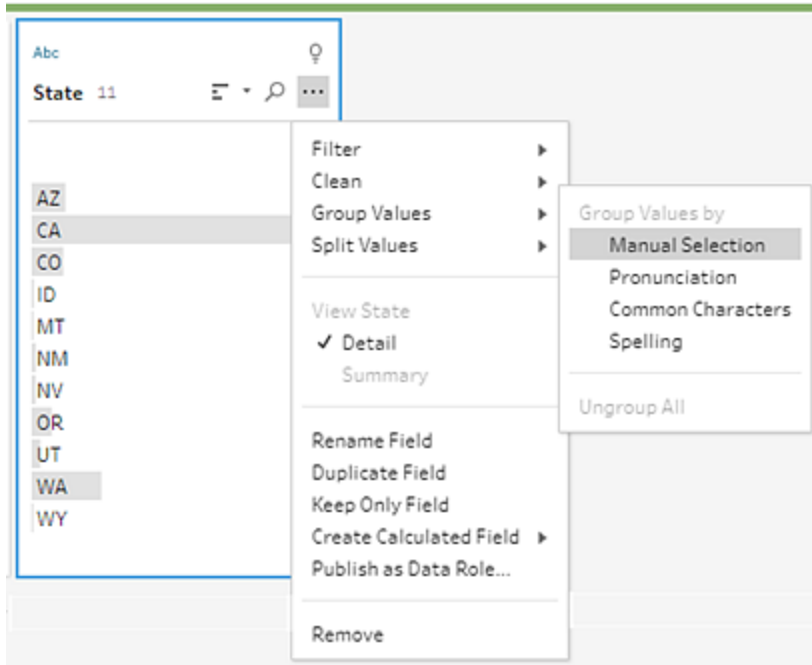 Abc
State 11
AZ
CA
CO
ID
MT
NM
NV
OR
UT
WA
WY
Filter
Clean
Group Values
Split Values
View State
Detail
Summary
Rename Field
Duplicate Field
Keep Only Field
Create Calculated Field
Publish as Data Role...
Remove
Group Values by
Manual Selection
Pronunciation
Common Characters
Spelling
Ungroup All